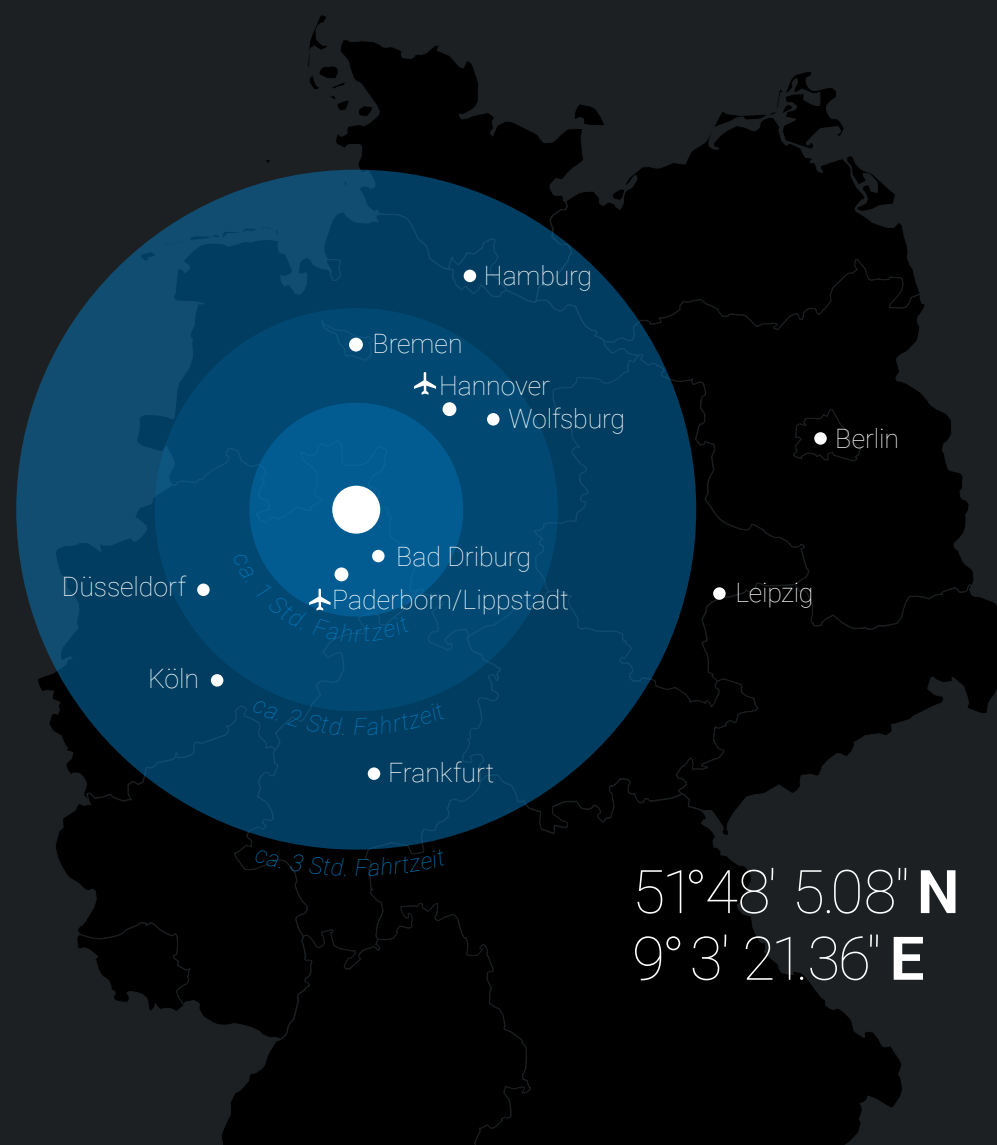 Hamburg
Bremen
Hannover
Wolfsburg
Berlin
Bad Driburg
Düsseldorf
Leipzig
Paderborn/Lippstadt
ca. 1 Std. Fahrtzeit
Köln
ca. 2 Std. Fahrtzeit
Frankfurt
ca. 3 Std. Fahrtzeit
51°48' 5.08" N
9° 3' 21.36" E